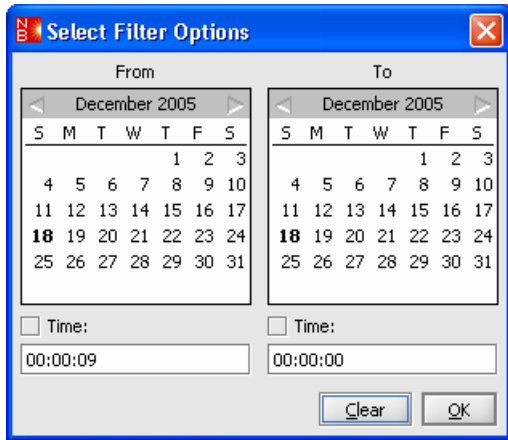 NB Select Filter Options
From To
December 2005 December 2005
S M T W T F S S M T W T F S
1 2 3 1 2 3
4 5 6 7 8 9 10 4 5 6 7 8 9 10
11 12 13 14 15 16 17 11 12 13 14 15 16 17
18 19 20 21 22 23 24 18 19 20 21 22 23 24
25 26 27 28 29 30 31 25 26 27 28 29 30 31
Time: Time:
00:00:09 00:00:00
Clear OK